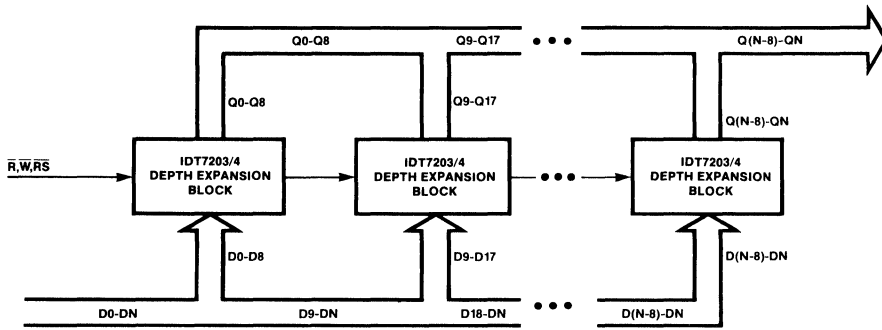 Q0-Q8
Q9-Q17
Q(N-8)-QN
Q0-Q8
Q9-Q17
Q(N-8)-QN
R̅,W̅,R̅S̅
IDT7203/4
DEPTH EXPANSION
BLOCK
IDT7203/4
DEPTH EXPANSION
BLOCK
IDT7203/4
DEPTH EXPANSION
BLOCK
D0-D8
D9-D17
D(N-8)-DN
D0-DN
D9-DN
D18-DN
D(N-8)-DN